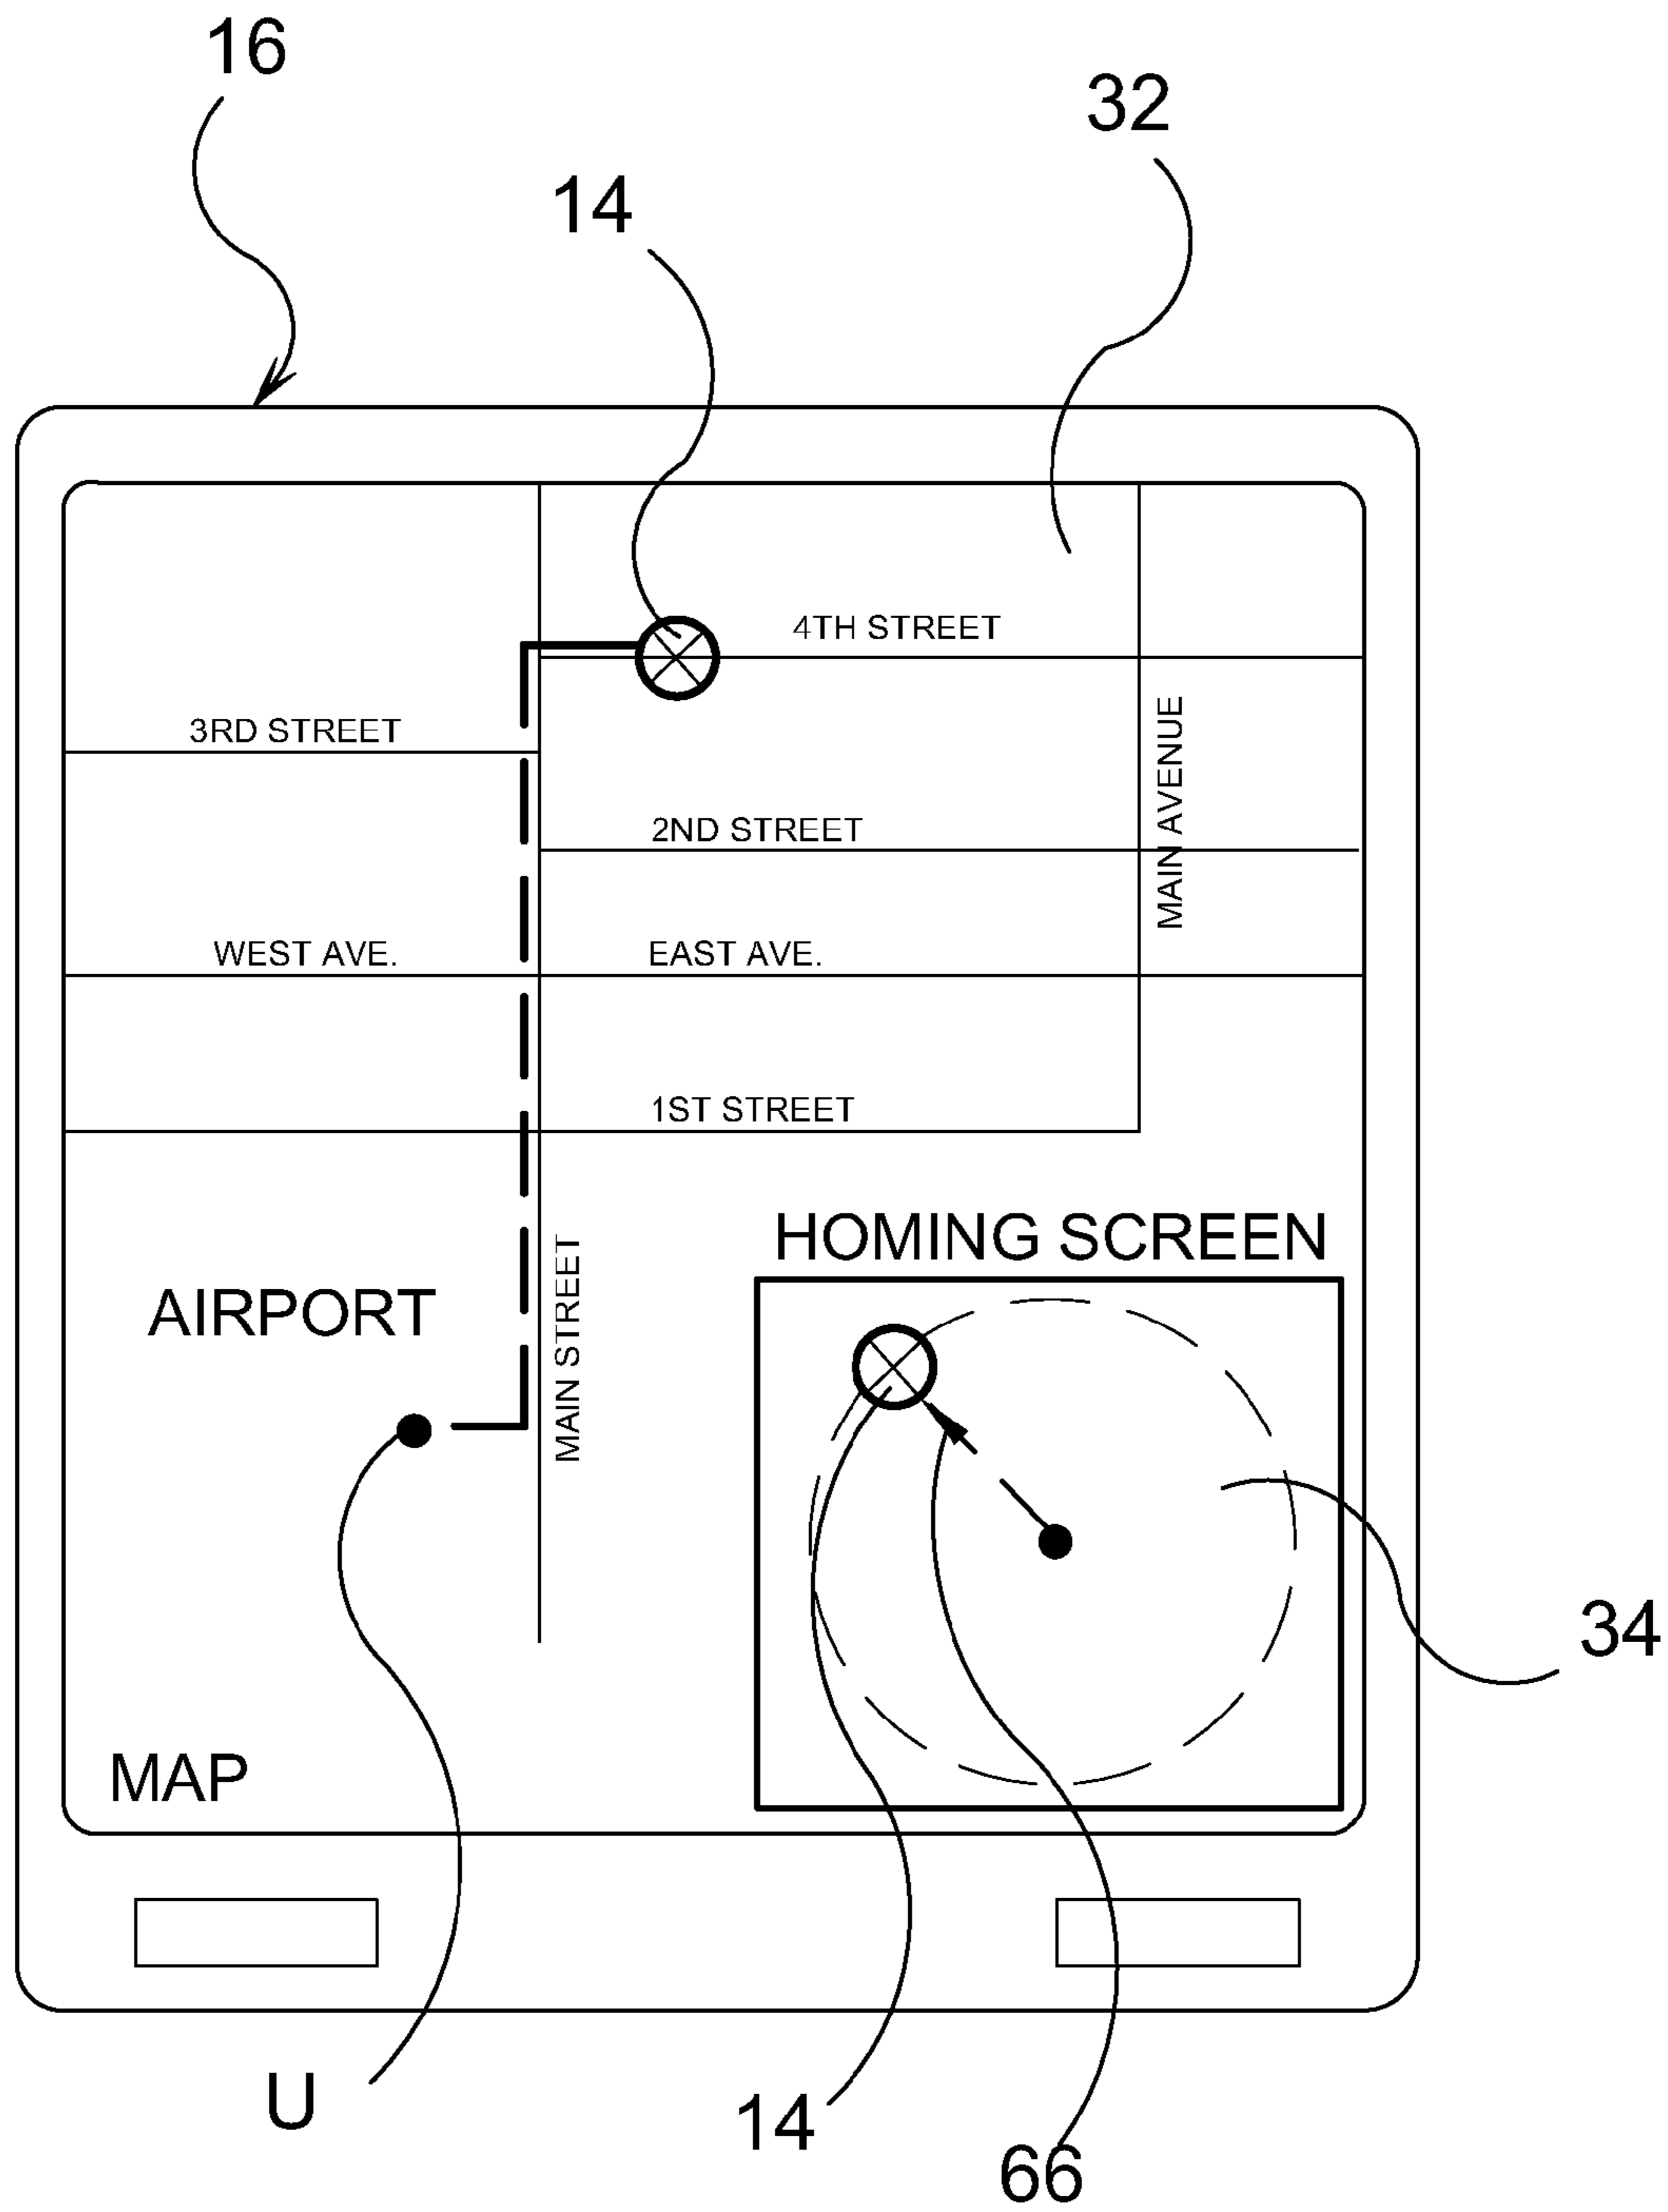 16
32
14
4TH STREET
3RD STREET
MAIN AVENUE
2ND STREET
WEST AVE.
EAST AVE.
1ST STREET
HOMING SCREEN
AIRPORT
MAIN STREET
34
MAP
U
14
66